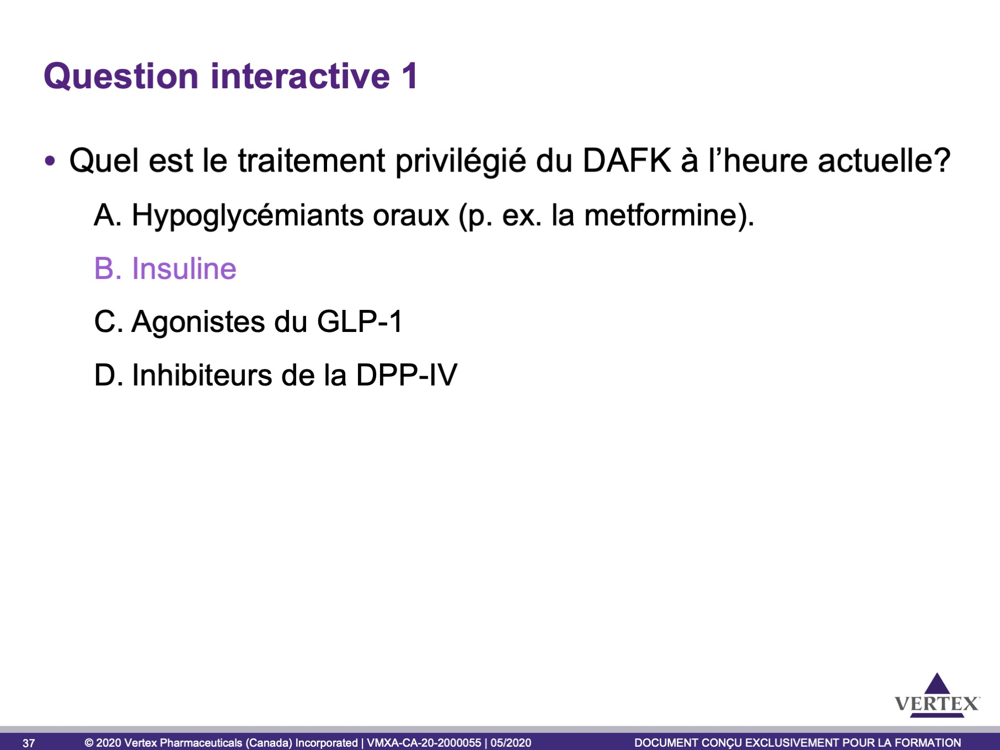 Question interactive 1
• Quel est le traitement privilégié du DAFK à l’heure actuelle?
A. Hypoglycémiants oraux (p. ex. la metformine).
B. Insuline
C. Agonistes du GLP-1
D. Inhibiteurs de la DPP-IV
VERTEX
37 © 2020 Vertex Pharmaceuticals (Canada) Incorporated | VMXA-CA-20-2000055 | 05/2020 DOCUMENT CONÇU EXCLUSIVEMENT POUR LA FORMATION